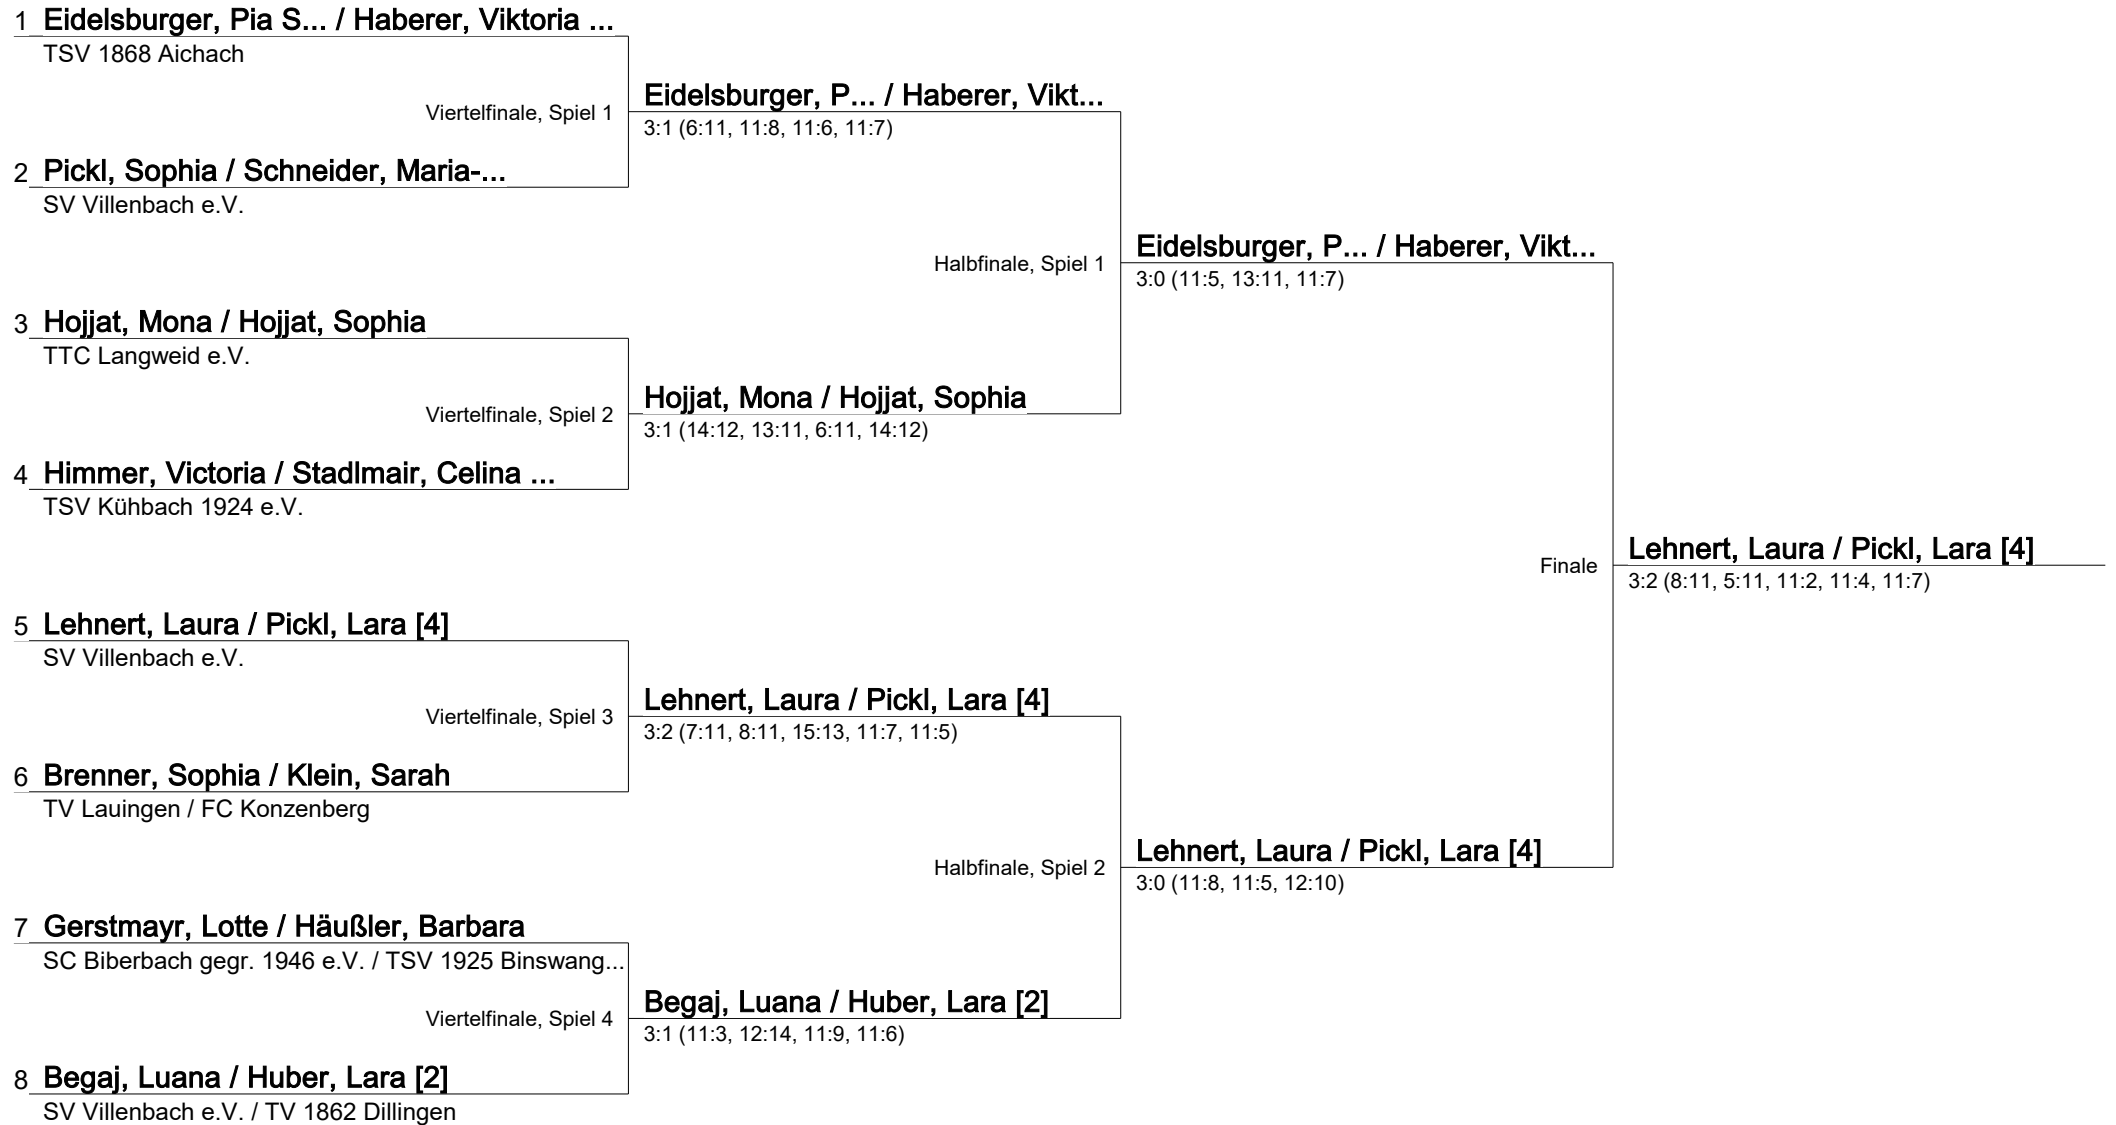 1 Eidelsburger, Pia S... / Haberer, Viktoria ...
TSV 1868 Aichach
Viertelfinale, Spiel 1
Eidelsburger, P... / Haberer, Vikt...
3:1 (6:11, 11:8, 11:6, 11:7)
2 Pickl, Sophia / Schneider, Maria-...
SV Villenbach e.V.
Halbfinale, Spiel 1
Eidelsburger, P... / Haberer, Vikt...
3:0 (11:5, 13:11, 11:7)
3 Hojjat, Mona / Hojjat, Sophia
TTC Langweid e.V.
Viertelfinale, Spiel 2
Hojjat, Mona / Hojjat, Sophia
3:1 (14:12, 13:11, 6:11, 14:12)
4 Himmer, Victoria / Stadlmair, Celina ...
TSV Kühbach 1924 e.V.
Finale
Lehnert, Laura / Pickl, Lara [4]
3:2 (8:11, 5:11, 11:2, 11:4, 11:7)
5 Lehnert, Laura / Pickl, Lara [4]
SV Villenbach e.V.
Viertelfinale, Spiel 3
Lehnert, Laura / Pickl, Lara [4]
3:2 (7:11, 8:11, 15:13, 11:7, 11:5)
6 Brenner, Sophia / Klein, Sarah
TV Lauingen / FC Konzenberg
Halbfinale, Spiel 2
Lehnert, Laura / Pickl, Lara [4]
3:0 (11:8, 11:5, 12:10)
7 Gerstmayr, Lotte / Häußler, Barbara
SC Biberbach gegr. 1946 e.V. / TSV 1925 Binswang...
Viertelfinale, Spiel 4
Begaj, Luana / Huber, Lara [2]
3:1 (11:3, 12:14, 11:9, 11:6)
8 Begaj, Luana / Huber, Lara [2]
SV Villenbach e.V. / TV 1862 Dillingen